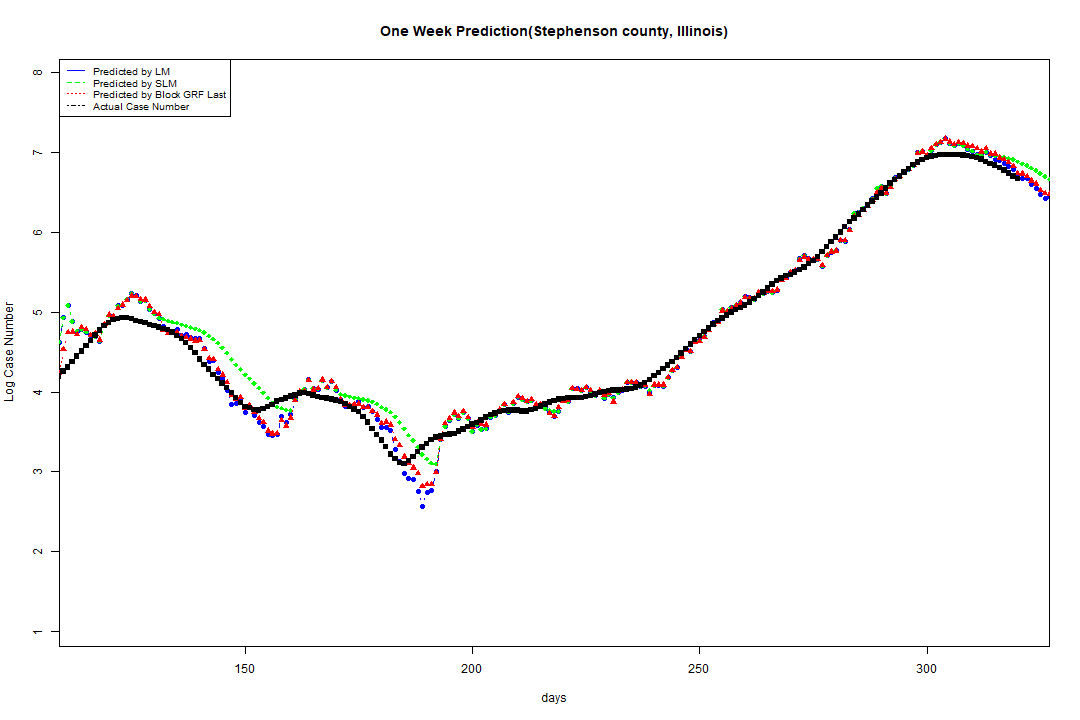 One Week Prediction(Stephenson county, Illinois)
Predicted by LM
Predicted by SLM
Predicted by Block GRF Last
Actual Case Number
8
7
6
5
4
3
2
1
Log Case Number
150 200 250 300
days